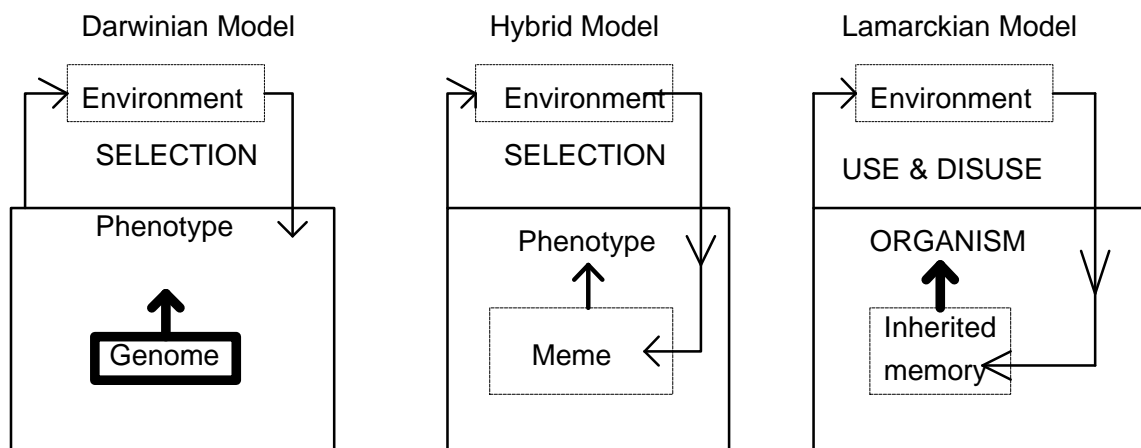 Darwinian Model
Environment
SELECTION
Phenotype
Genome
Hybrid Model
Environment
SELECTION
Phenotype
Meme
Lamarckian Model
Environment
USE & DISUSE
ORGANISM
Inherited
memory